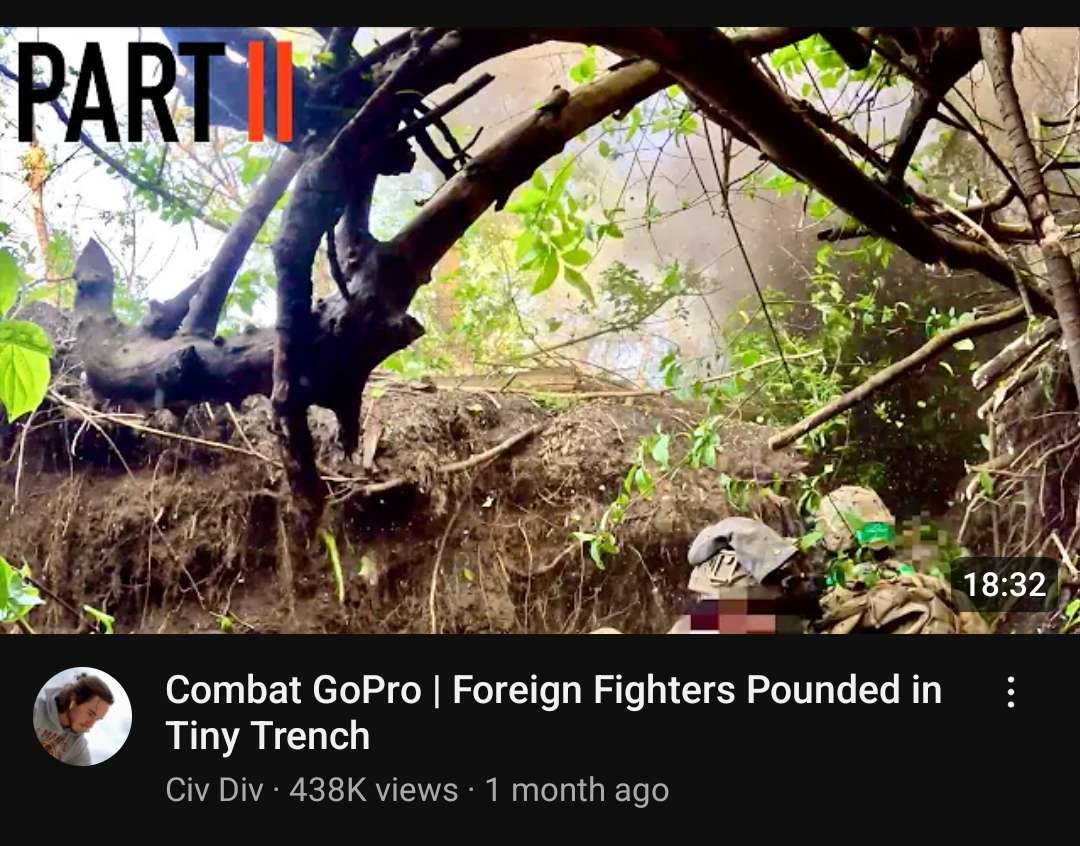 PART II
18:32
Combat GoPro | Foreign Fighters Pounded in
Tiny Trench
Civ Div · 438K views · 1 month ago